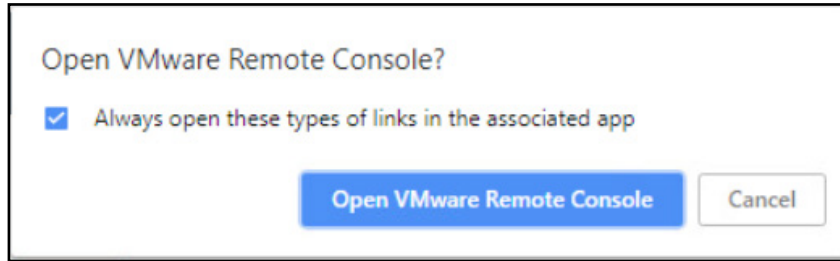 Open VMware Remote Console?
Always open these types of links in the associated app
Open VMware Remote Console Cancel